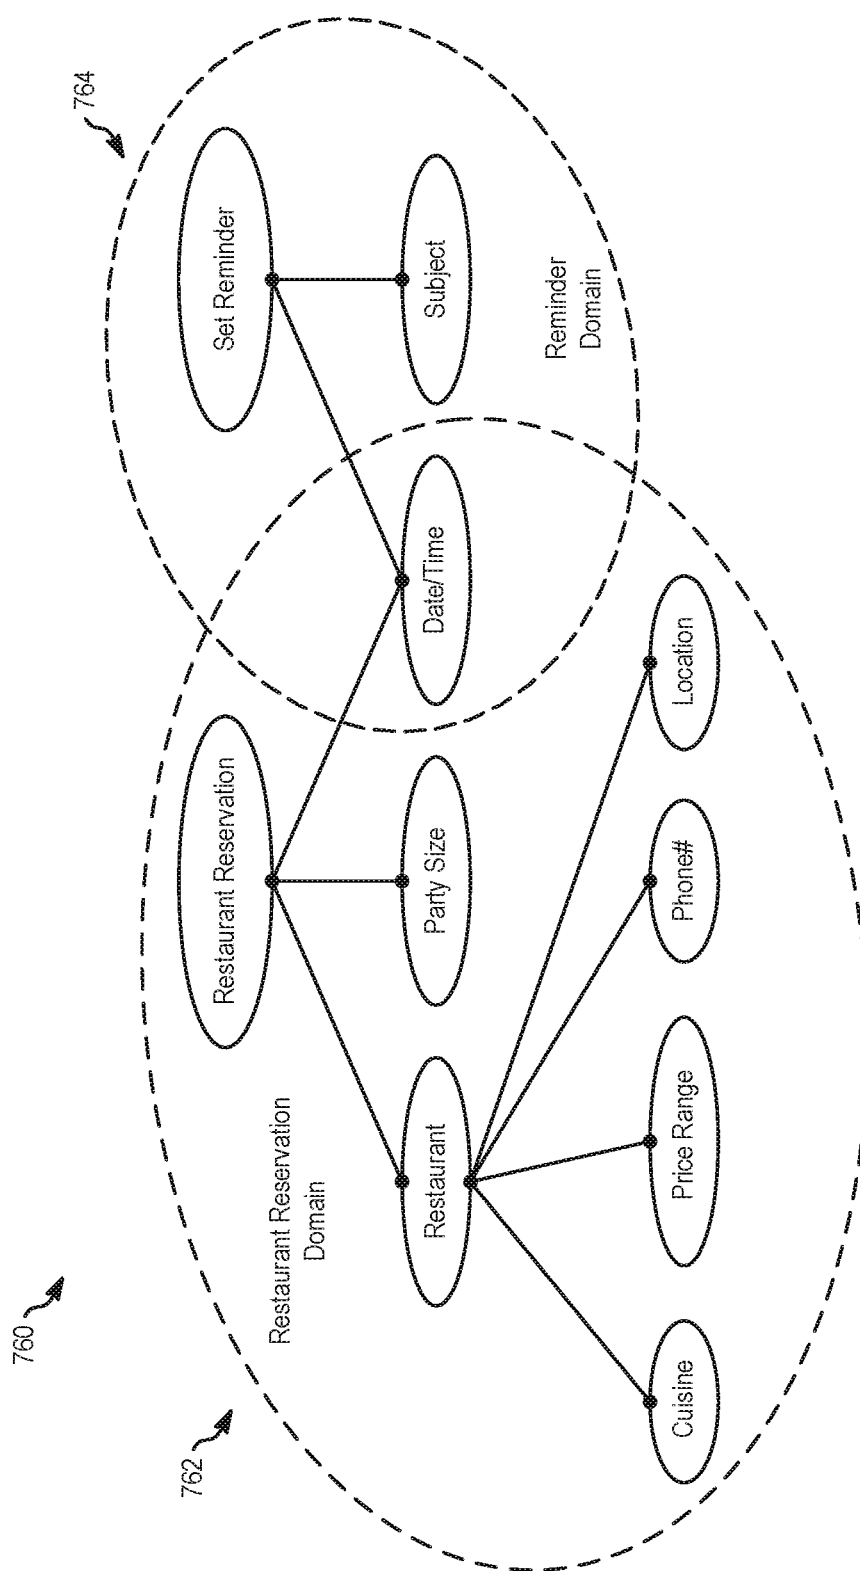 760
762
764
Restaurant Reservation
Set Reminder
Restaurant Reservation
Domain
Restaurant
Party Size
Date/Time
Subject
Reminder
Domain
Cuisine
Price Range
Phone#
Location